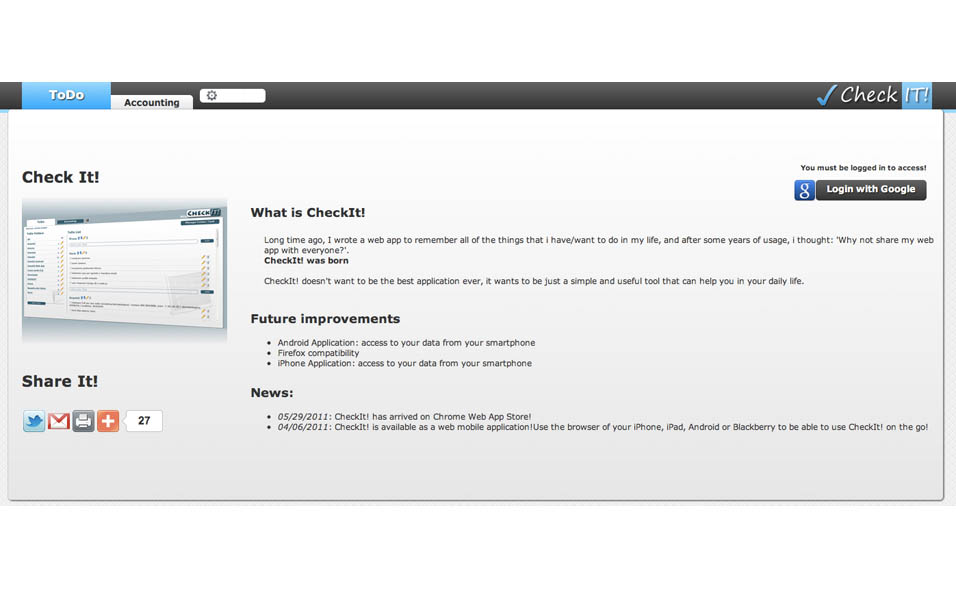 ToDo
Accounting
Check IT!
You must be logged in to access!
Check It!
Login with Google
What is CheckIt!
Long time ago, I wrote a web app to remember all of the things that i have/want to do in my life, and after some years of usage, i thought: 'Why not share my web
app with everyone?'.
CheckIt! was born
CheckIt! doesn't want to be the best application ever, it wants to be just a simple and useful tool that can help you in your daily life.
Future improvements
Android Application: access to your data from your smartphone
Firefox compatibility
iPhone Application: access to your data from your smartphone
Share It!
27
News:
05/29/2011: CheckIt! has arrived on Chrome Web App Store!
04/06/2011: CheckIt! is available as a web mobile application!Use the browser of your iPhone, iPad, Android or Blackberry to be able to use CheckIt! on the go!